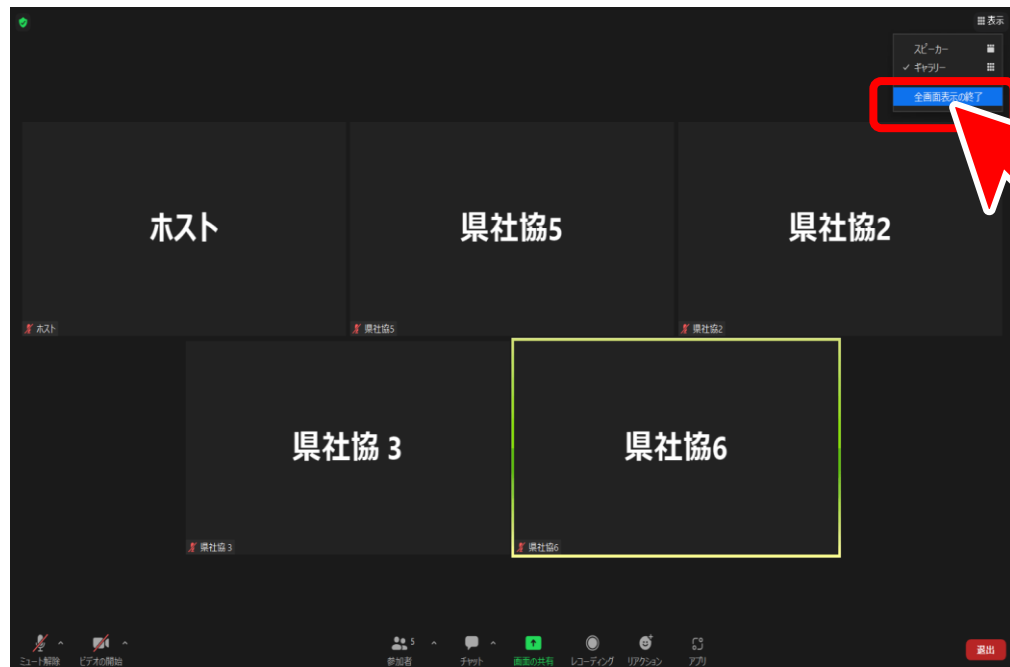 表示
スピーカー
✓ ギャラリー
全画面表示の終了
ホスト
県社協5
県社協2
ホスト
県社協5
県社協2
県社協 3
県社協6
県社協 3
県社協6
ミュート解除
ビデオの開始
5
参加者
チャット
画面の共有
レコーディング
リアクション
アプリ
退出